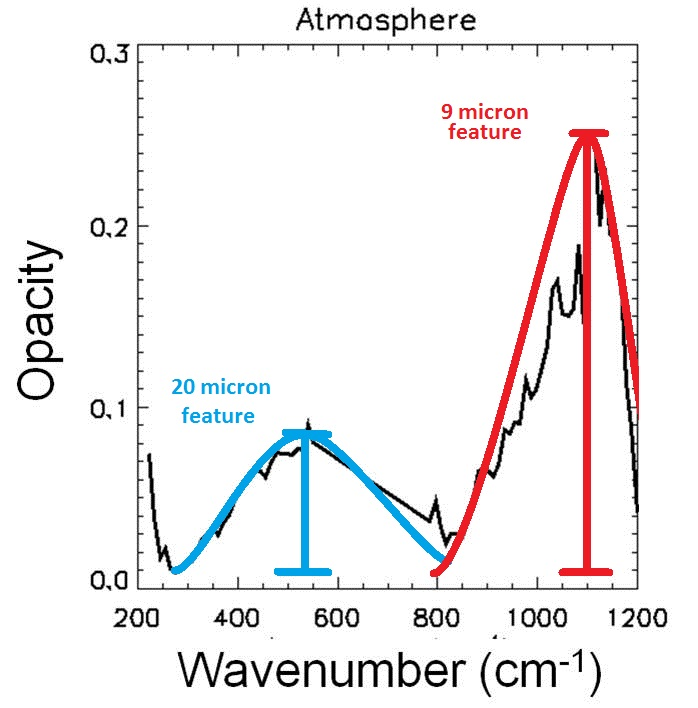 Atmosphere
0.3
9 micron
feature
0.2
Opacity
20 micron
feature
0.1
0.0
200 400 600 800 1000 1200
Wavenumber (cm-1)